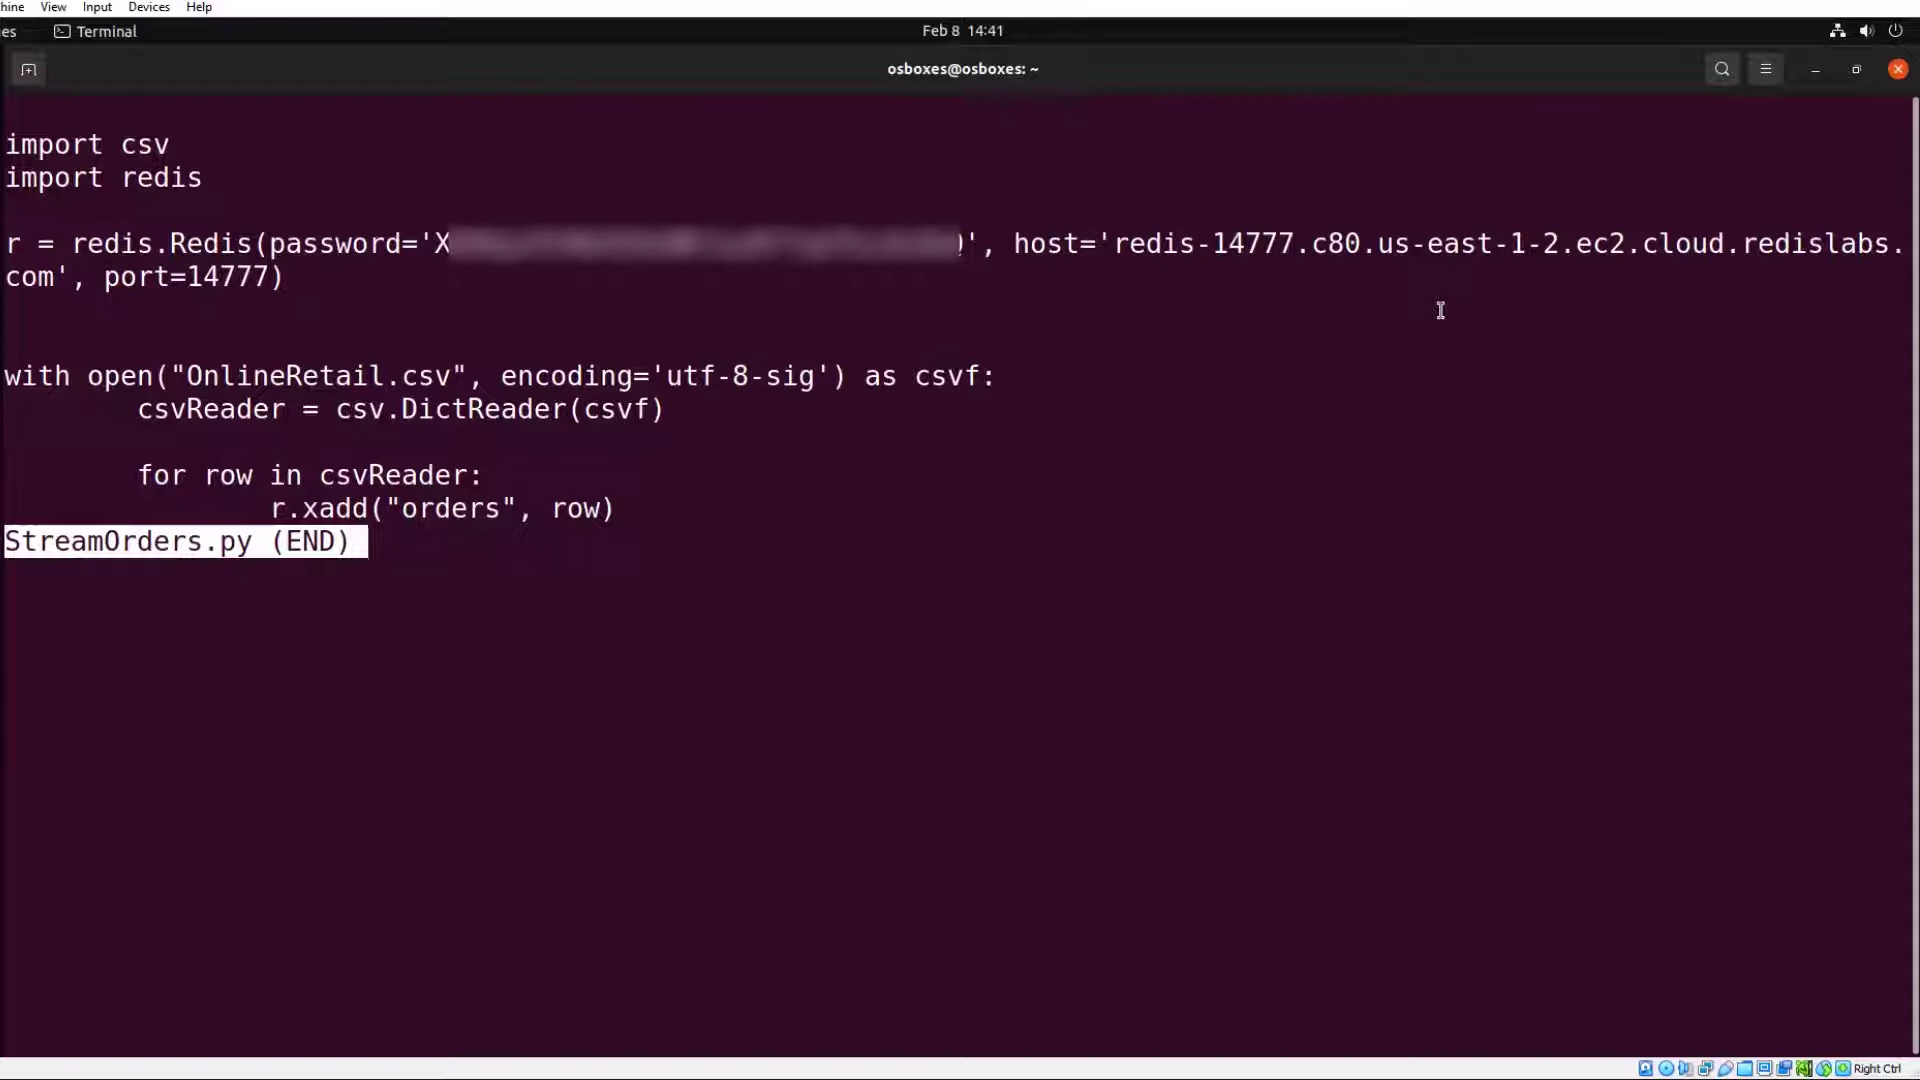 hine View Input Devices Help
es Terminal Feb 8 14:41
osboxes@osboxes: ~
import csv
import redis
r = redis.Redis(password='X ', host='redis-14777.c80.us-east-1-2.ec2.cloud.redislabs.
com', port=14777)
with open("OnlineRetail.csv", encoding='utf-8-sig') as csvf:
        csvReader = csv.DictReader(csvf)
        for row in csvReader:
                r.xadd("orders", row)
StreamOrders.py (END)
Right Ctrl